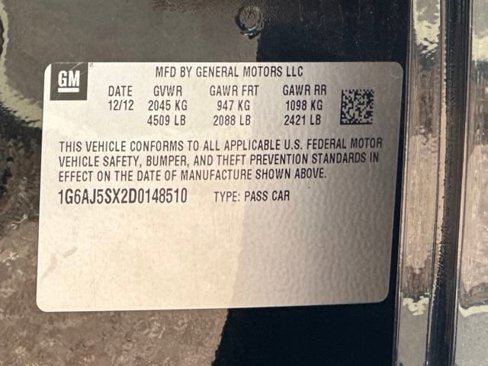 GM
MFD BY GENERAL MOTORS LLC
DATE GVWR GAWR FRT GAWR RR
12/12 2045 KG 947 KG 1098 KG
4509 LB 2088 LB 2421 LB
THIS VEHICLE CONFORMS TO ALL APPLICABLE U.S. FEDERAL MOTOR
VEHICLE SAFETY, BUMPER, AND THEFT PREVENTION STANDARDS IN
EFFECT ON THE DATE OF MANUFACTURE SHOWN ABOVE.
1G6AJ5SX2D0148510 TYPE: PASS CAR